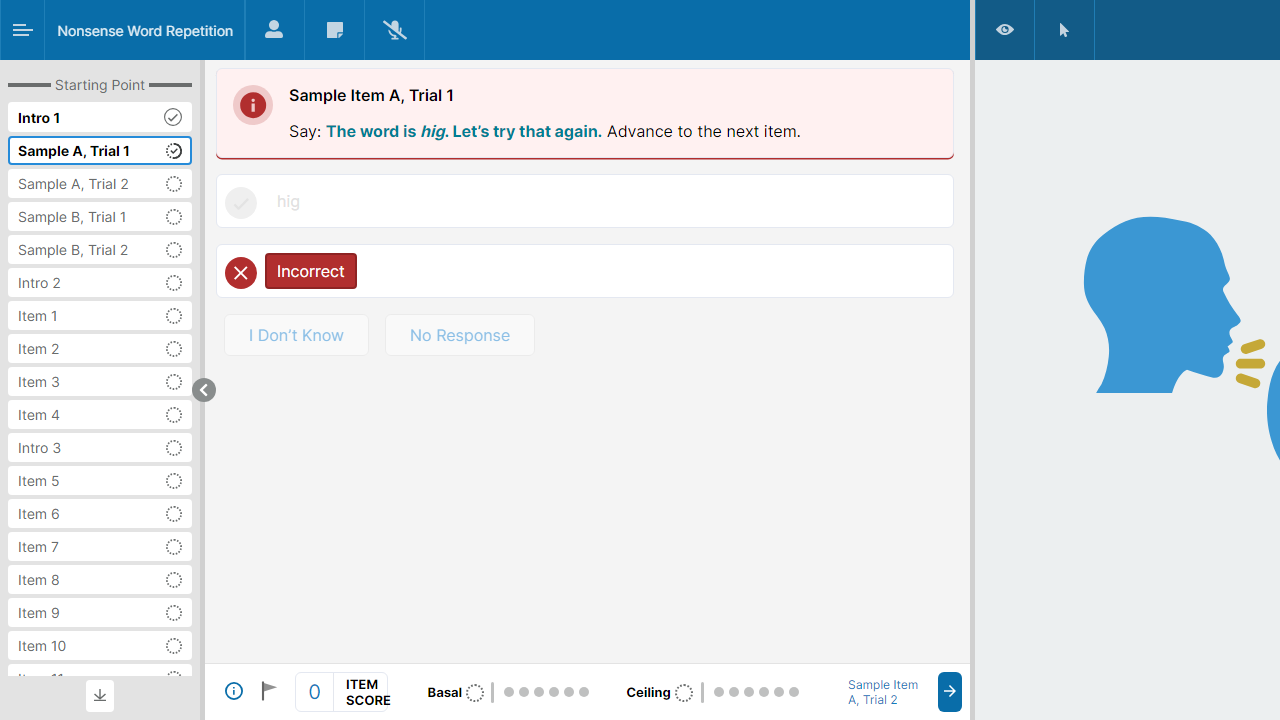 Nonsense Word Repetition
Starting Point
Intro 1
Sample A, Trial 1
Sample A, Trial 2
Sample B, Trial 1
Sample B, Trial 2
Intro 2
Item 1
Item 2
Item 3
Item 4
Intro 3
Item 5
Item 6
Item 7
Item 8
Item 9
Item 10
Sample Item A, Trial 1
Say: The word is hig. Let’s try that again. Advance to the next item.
hig
Incorrect
I Don’t Know
No Response
0
ITEM
SCORE
Basal
Ceiling
Sample Item
A, Trial 2